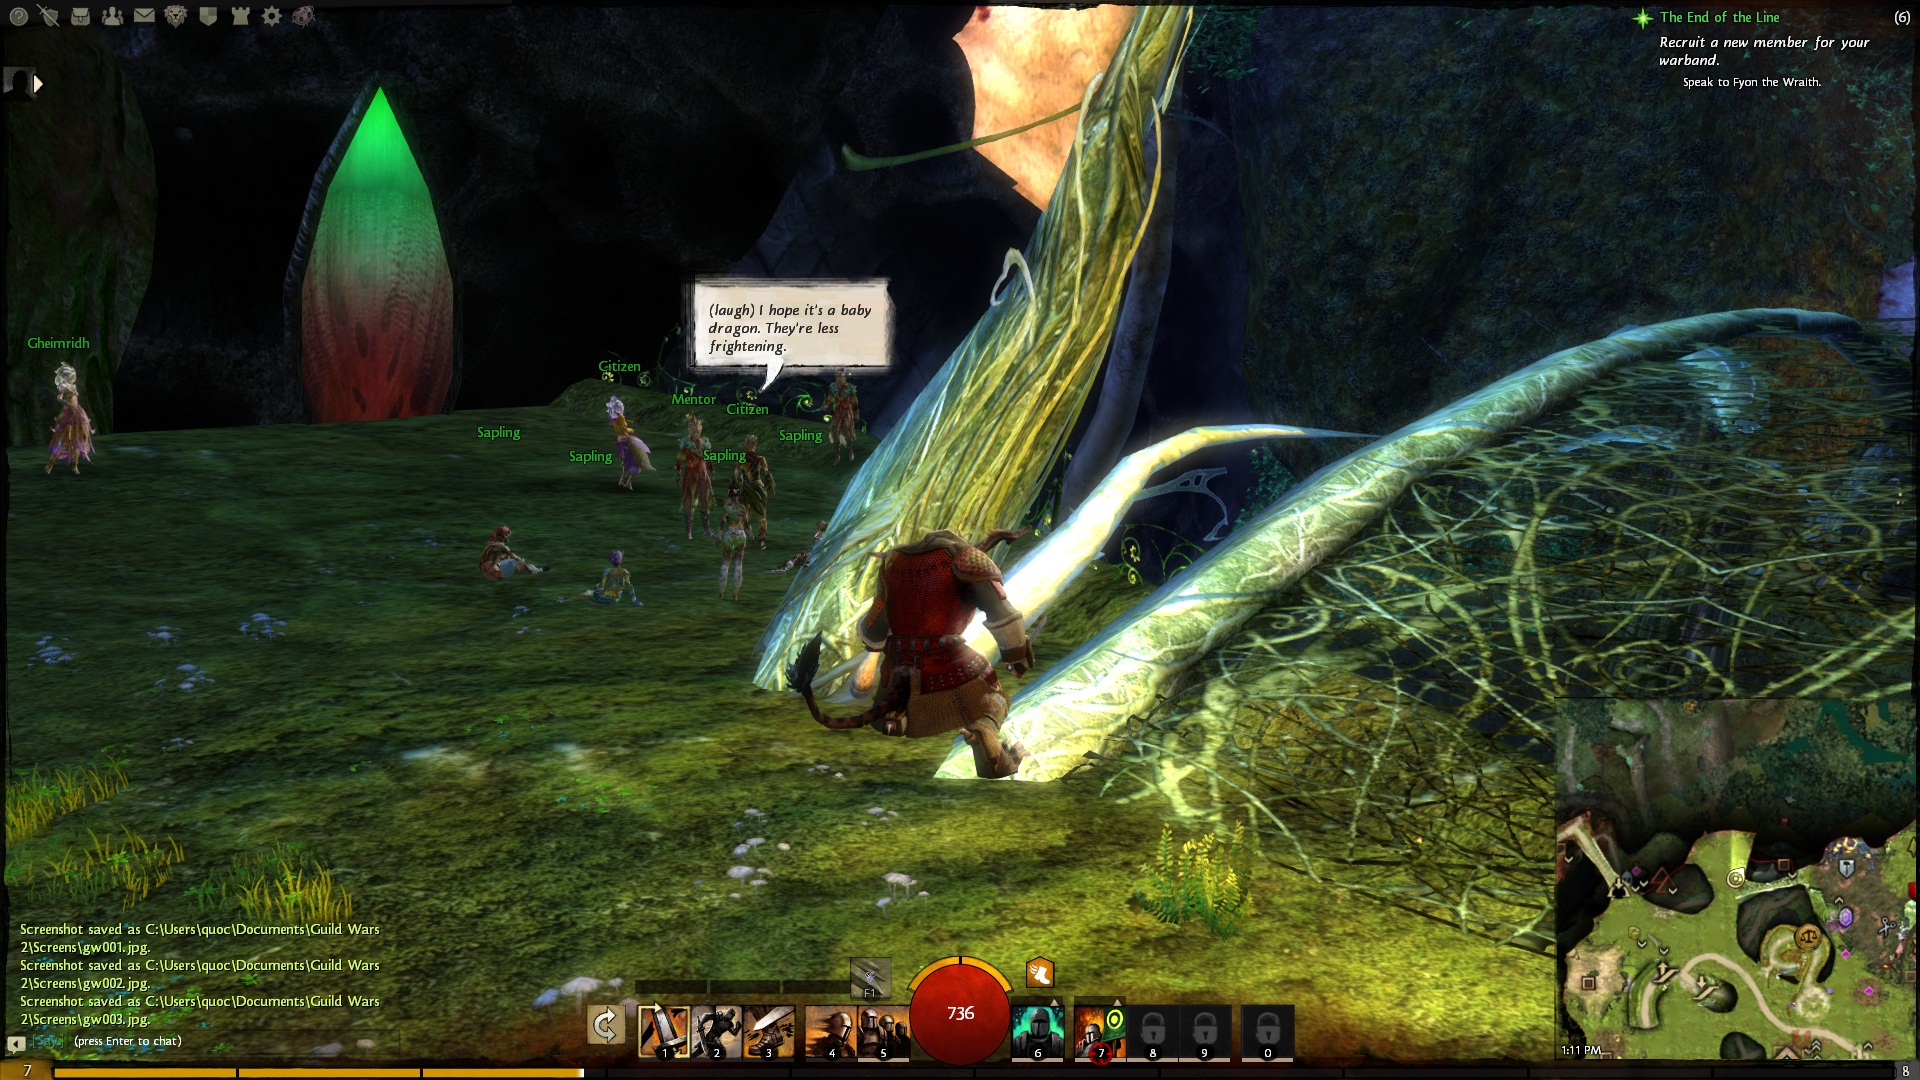 The End of the Line
(6)
Recruit a new member for your
warband.
Speak to Fyon the Wraith.
(laugh) I hope it's a baby
dragon. They're less
frightening.
Gheimridh
Citizen
Mentor
Citizen
Sapling
Sapling
Sapling
Sapling
Screenshot saved as C:\Users\quoc\Documents\Guild Wars
2\Screens\gw001.jpg.
Screenshot saved as C:\Users\quoc\Documents\Guild Wars
2\Screens\gw002.jpg.
Screenshot saved as C:\Users\quoc\Documents\Guild Wars
2\Screens\gw003.jpg.
[Say] (press Enter to chat)
F1
736
1 2 3 4 5 6 7 8 9 0
1:11 PM
7
8